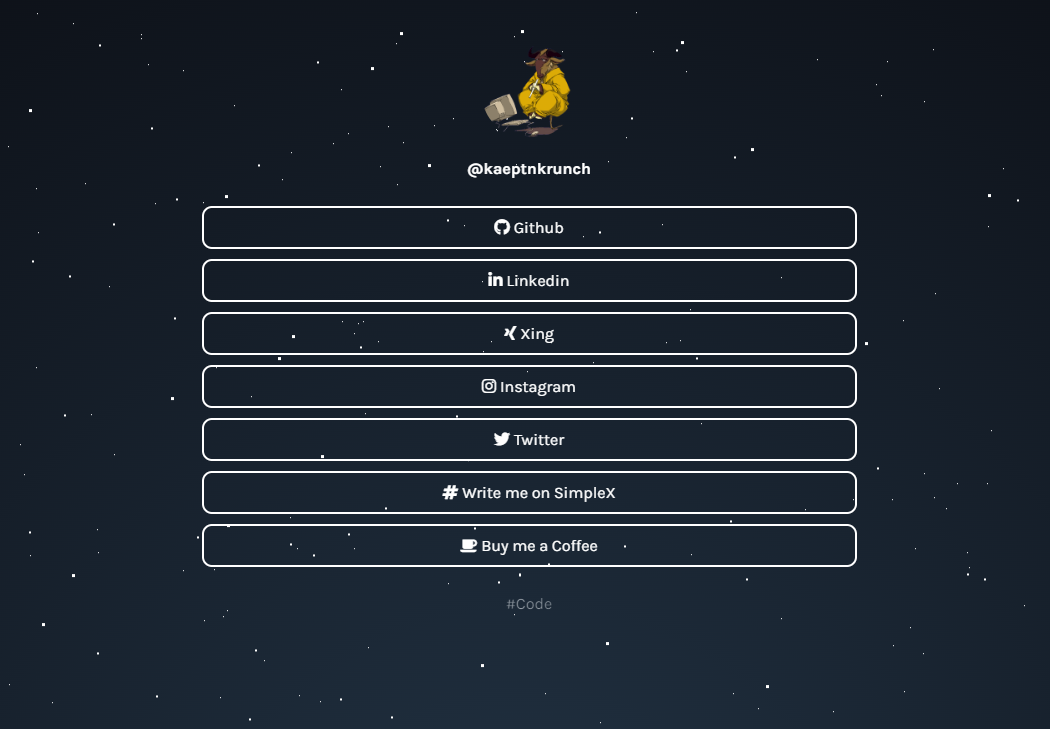 @kaeptnkrunch
Github
Linkedin
Xing
Instagram
Twitter
Write me on SimpleX
Buy me a Coffee
#Code